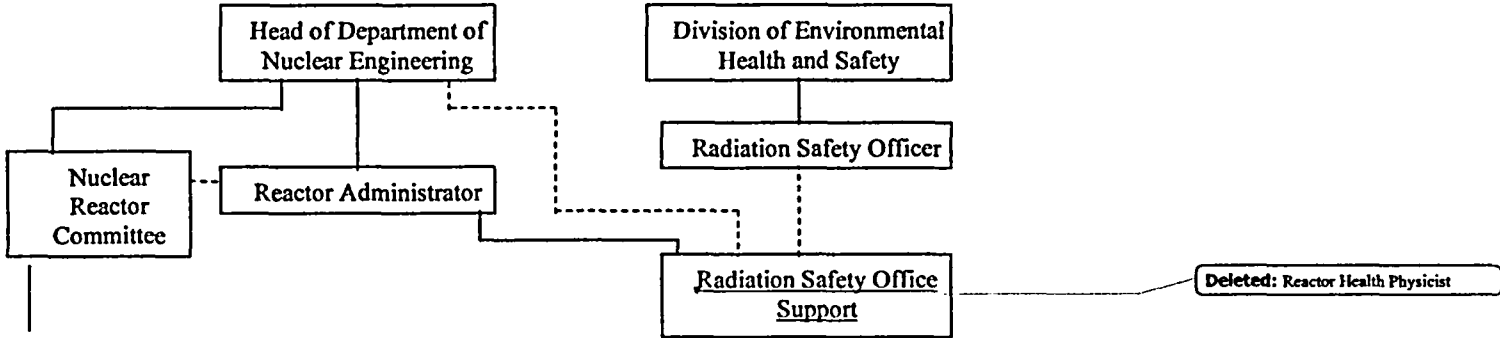 Head of Department of
Nuclear Engineering
Division of Environmental
Health and Safety
Radiation Safety Officer
Nuclear
Reactor
Committee
Reactor Administrator
Radiation Safety Office
Support
Deleted: Reactor Health Physicist